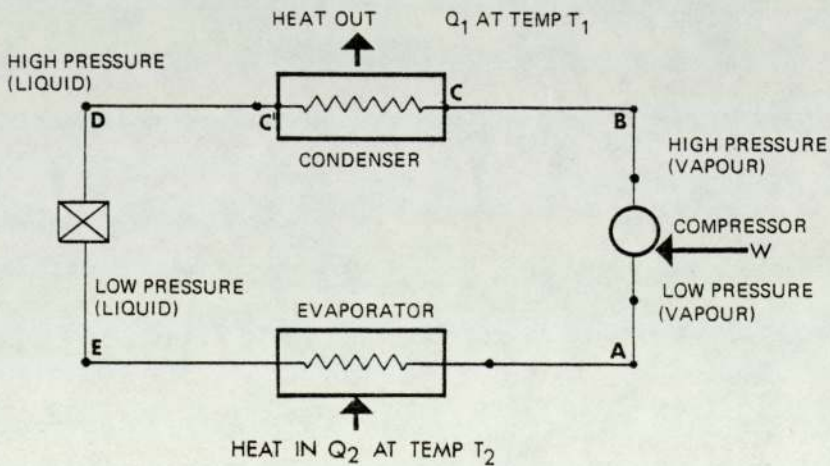 HEAT OUT
Q1 AT TEMP T1
HIGH PRESSURE
(LIQUID)
D
C"
C
B
CONDENSER
HIGH PRESSURE
(VAPOUR)
COMPRESSOR
W
LOW PRESSURE
(LIQUID)
EVAPORATOR
LOW PRESSURE
(VAPOUR)
E
A
HEAT IN Q2 AT TEMP T2